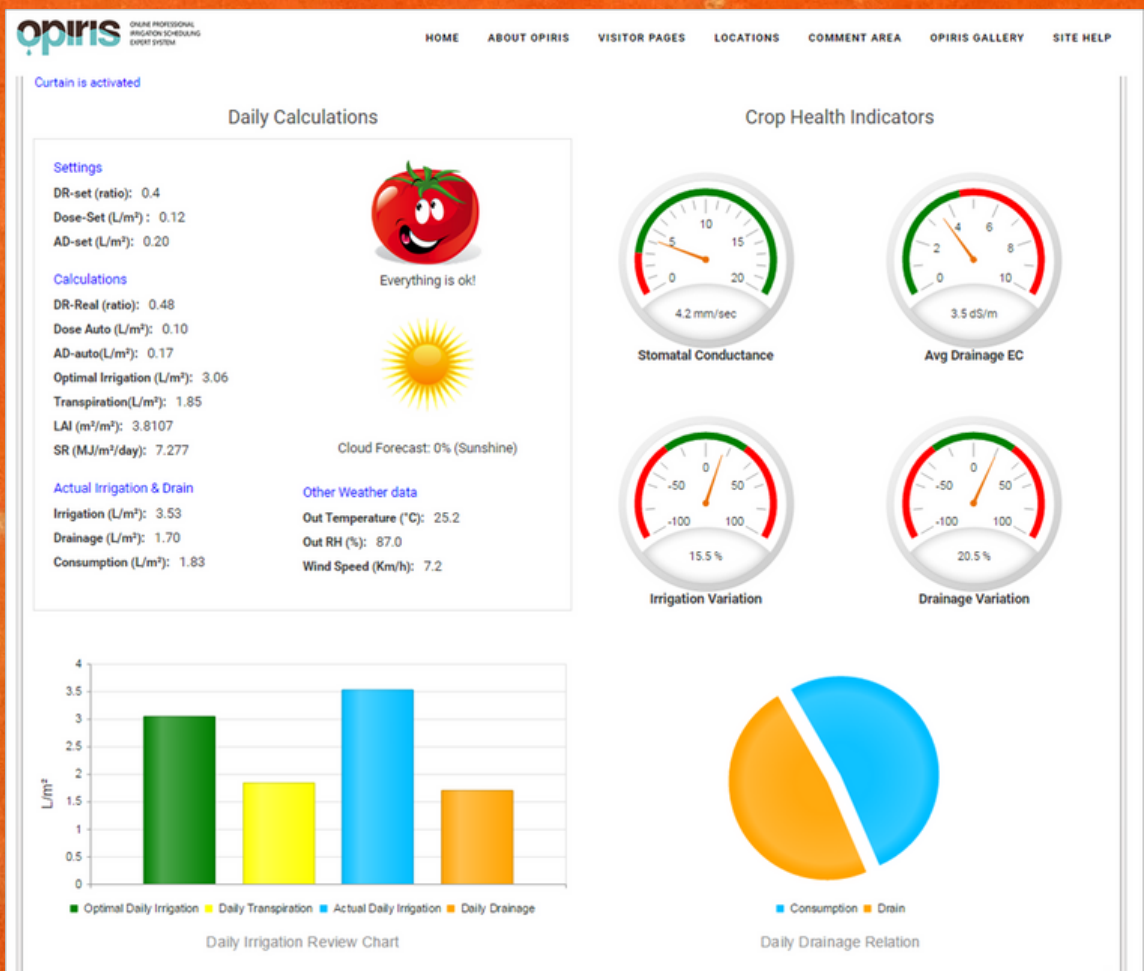 opiris ONLINE PROFESSIONAL
IRRIGATION SCHEDULING
EXPERT SYSTEM
HOME ABOUT OPIRIS VISITOR PAGES LOCATIONS COMMENT AREA OPIRIS GALLERY SITE HELP
Curtain is activated
Daily Calculations
Settings
DR-set (ratio): 0.4
Dose-Set (L/m²) : 0.12
AD-set (L/m²): 0.20
Calculations
DR-Real (ratio): 0.48
Dose Auto (L/m²): 0.10
AD-auto(L/m²): 0.17
Optimal Irrigation (L/m²): 3.06
Transpiration(L/m²): 1.85
LAI (m²/m²): 3.8107
SR (MJ/m²/day): 7.277
Everything is ok!
Cloud Forecast: 0% (Sunshine)
Actual Irrigation & Drain
Irrigation (L/m²): 3.53
Drainage (L/m²): 1.70
Consumption (L/m²): 1.83
Other Weather data
Out Temperature (°C): 25.2
Out RH (%): 87.0
Wind Speed (Km/h): 7.2
Crop Health Indicators
0 5 10 15 20
4.2 mm/sec
Stomatal Conductance
0 2 4 6 8 10
3.5 dS/m
Avg Drainage EC
-100 -50 0 50 100
15.5 %
Irrigation Variation
-100 -50 0 50 100
20.5 %
Drainage Variation
4
3.5
3
2.5
2
1.5
1
0.5
0
L/m²
Optimal Daily Irrigation Daily Transpiration Actual Daily Irrigation Daily Drainage
Daily Irrigation Review Chart
Consumption Drain
Daily Drainage Relation